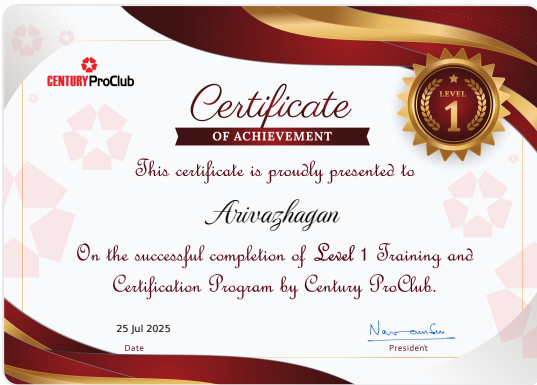 CENTURY ProClub
LEVEL
1
Certificate
OF ACHIEVEMENT
This certificate is proudly presented to
Arivazhagan
On the successful completion of Level 1 Training and
Certification Program by Century ProClub.
25 Jul 2025
Date
President